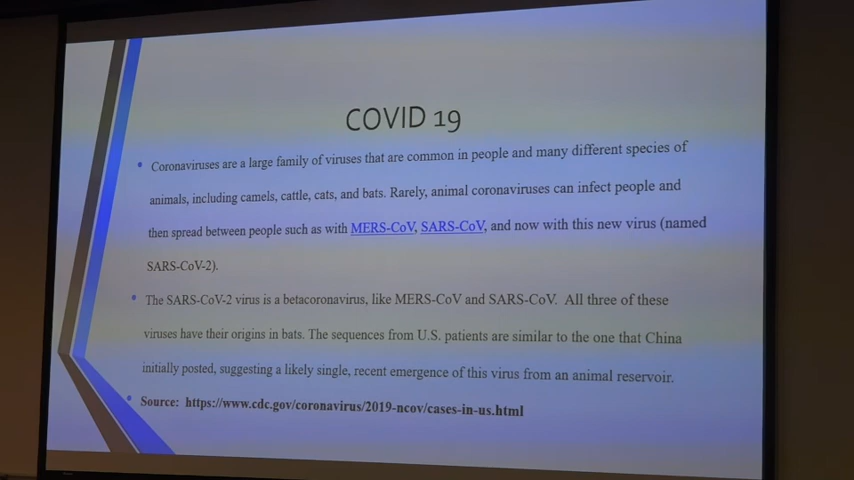 COVID 19
• Coronaviruses are a large family of viruses that are common in people and many different species of
animals, including camels, cattle, cats, and bats. Rarely, animal coronaviruses can infect people and
then spread between people such as with MERS-CoV, SARS-CoV, and now with this new virus (named
SARS-CoV-2).
• The SARS-CoV-2 virus is a betacoronavirus, like MERS-CoV and SARS-CoV. All three of these
viruses have their origins in bats. The sequences from U.S. patients are similar to the one that China
initially posted, suggesting a likely single, recent emergence of this virus from an animal reservoir.
• Source: https://www.cdc.gov/coronavirus/2019-ncov/cases-in-us.html